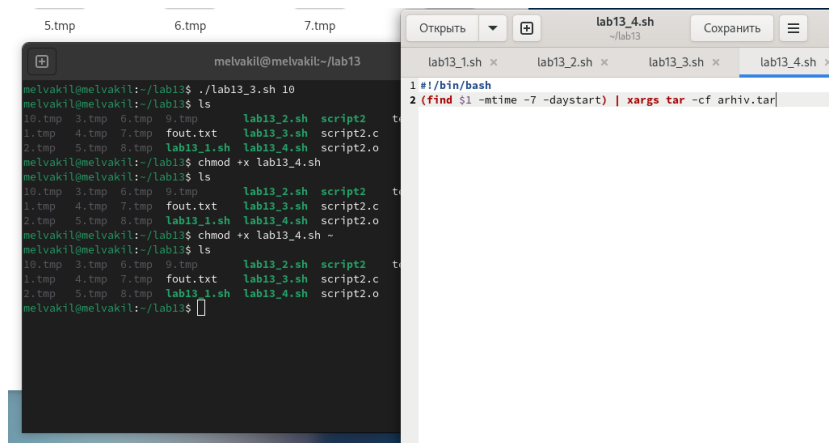 5.tmp 6.tmp 7.tmp
melvakil@melvakil:~/lab13
melvakil@melvakil:~/lab13$ ./lab13_3.sh 10
melvakil@melvakil:~/lab13$ ls
10.tmp 3.tmp 6.tmp 9.tmp lab13_2.sh script2
1.tmp 4.tmp 7.tmp fout.txt lab13_3.sh script2.c
2.tmp 5.tmp 8.tmp lab13_1.sh lab13_4.sh script2.o
melvakil@melvakil:~/lab13$ chmod +x lab13_4.sh
melvakil@melvakil:~/lab13$ ls
10.tmp 3.tmp 6.tmp 9.tmp lab13_2.sh script2
1.tmp 4.tmp 7.tmp fout.txt lab13_3.sh script2.c
2.tmp 5.tmp 8.tmp lab13_1.sh lab13_4.sh script2.o
melvakil@melvakil:~/lab13$ chmod +x lab13_4.sh ~
melvakil@melvakil:~/lab13$ ls
10.tmp 3.tmp 6.tmp 9.tmp lab13_2.sh script2
1.tmp 4.tmp 7.tmp fout.txt lab13_3.sh script2.c
2.tmp 5.tmp 8.tmp lab13_1.sh lab13_4.sh script2.o
melvakil@melvakil:~/lab13$
Открыть lab13_4.sh Сохранить
~/lab13
lab13_1.sh × lab13_2.sh × lab13_3.sh × lab13_4.sh ×
1 #!/bin/bash
2 (find $1 -mtime -7 -daystart) | xargs tar -cf arhiv.tar